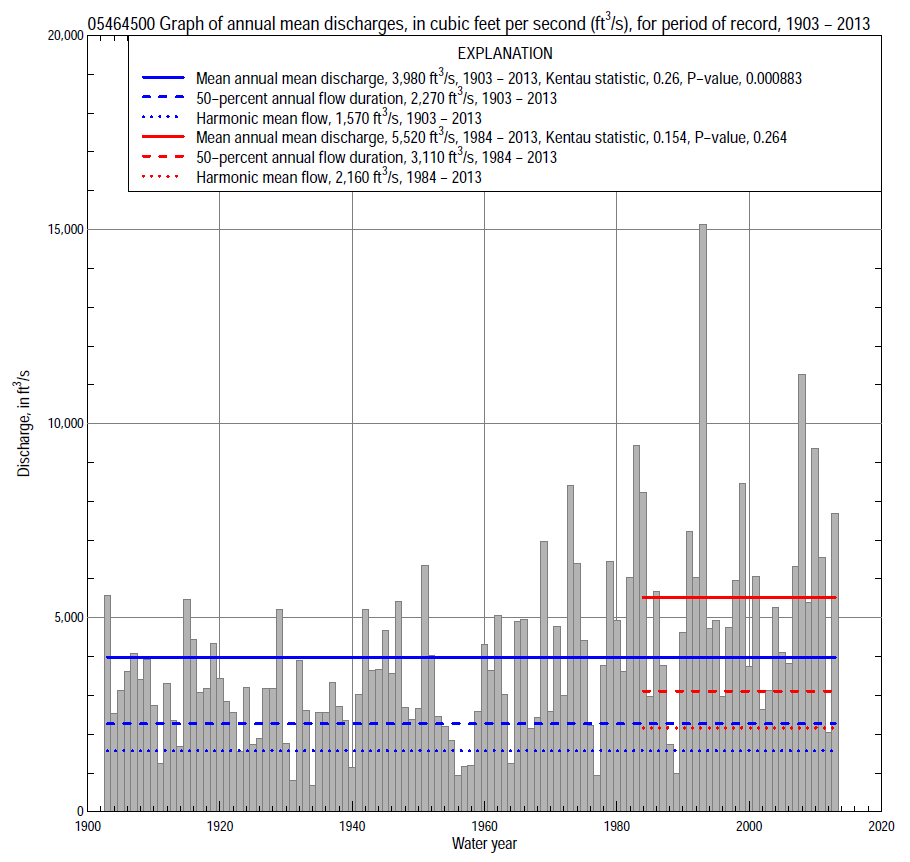 05464500 Graph of annual mean discharges, in cubic feet per second (ft³/s), for period of record, 1903 – 2013
EXPLANATION
Mean annual mean discharge, 3,980 ft³/s, 1903 – 2013, Kentau statistic, 0.26, P–value, 0.000883
50–percent annual flow duration, 2,270 ft³/s, 1903 – 2013
Harmonic mean flow, 1,570 ft³/s, 1903 – 2013
Mean annual mean discharge, 5,520 ft³/s, 1984 – 2013, Kentau statistic, 0.154, P–value, 0.264
50–percent annual flow duration, 3,110 ft³/s, 1984 – 2013
Harmonic mean flow, 2,160 ft³/s, 1984 – 2013
20,000
15,000
10,000
5,000
0
Discharge, in ft³/s
1900 1920 1940 1960 1980 2000 2020
Water year